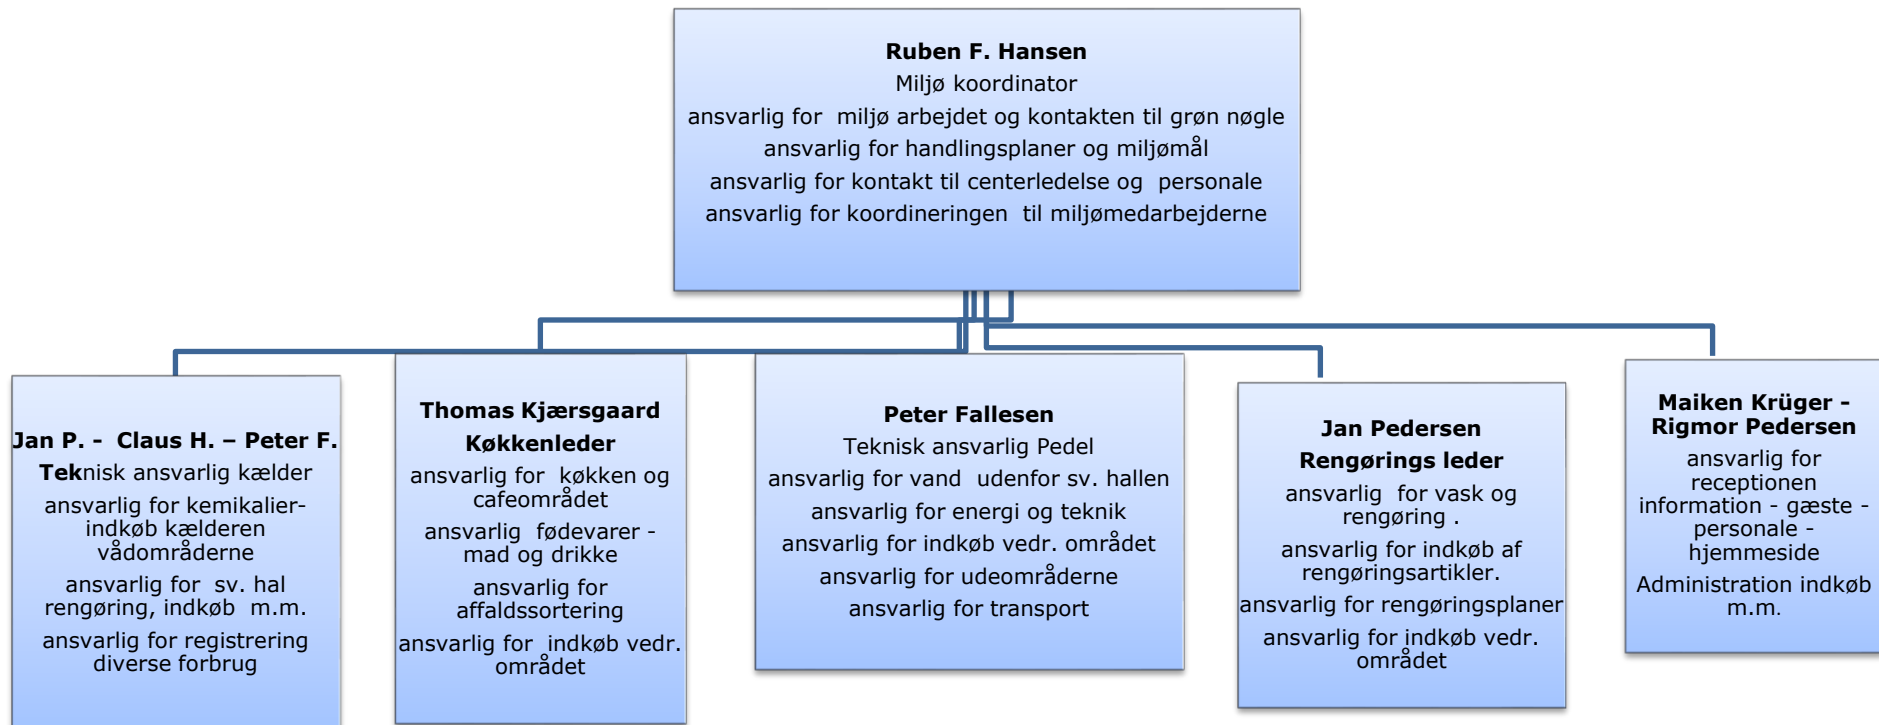 Ruben F. Hansen
Miljø koordinator
ansvarlig for miljø arbejdet og kontakten til grøn nøgle
ansvarlig for handlingsplaner og miljømål
ansvarlig for kontakt til centerledelse og personale
ansvarlig for koordineringen til miljømedarbejderne
Jan P. - Claus H. – Peter F.
Teknisk ansvarlig kælder
ansvarlig for kemikalier-
indkøb kælderen
vådområderne
ansvarlig for sv. hal
rengøring, indkøb m.m.
ansvarlig for registrering
diverse forbrug
Thomas Kjærsgaard
Køkkenleder
ansvarlig for køkken og
cafeområdet
ansvarlig fødevarer -
mad og drikke
ansvarlig for
affaldssortering
ansvarlig for indkøb vedr.
området
Peter Fallesen
Teknisk ansvarlig Pedel
ansvarlig for vand udenfor sv. hallen
ansvarlig for energi og teknik
ansvarlig for indkøb vedr. området
ansvarlig for udeområderne
ansvarlig for transport
Jan Pedersen
Rengørings leder
ansvarlig for vask og
rengøring .
ansvarlig for indkøb af
rengøringsartikler.
ansvarlig for rengøringsplaner
ansvarlig for indkøb vedr.
området
Maiken Krüger -
Rigmor Pedersen
ansvarlig for
receptionen
information - gæste -
personale -
hjemmeside
Administration indkøb
m.m.